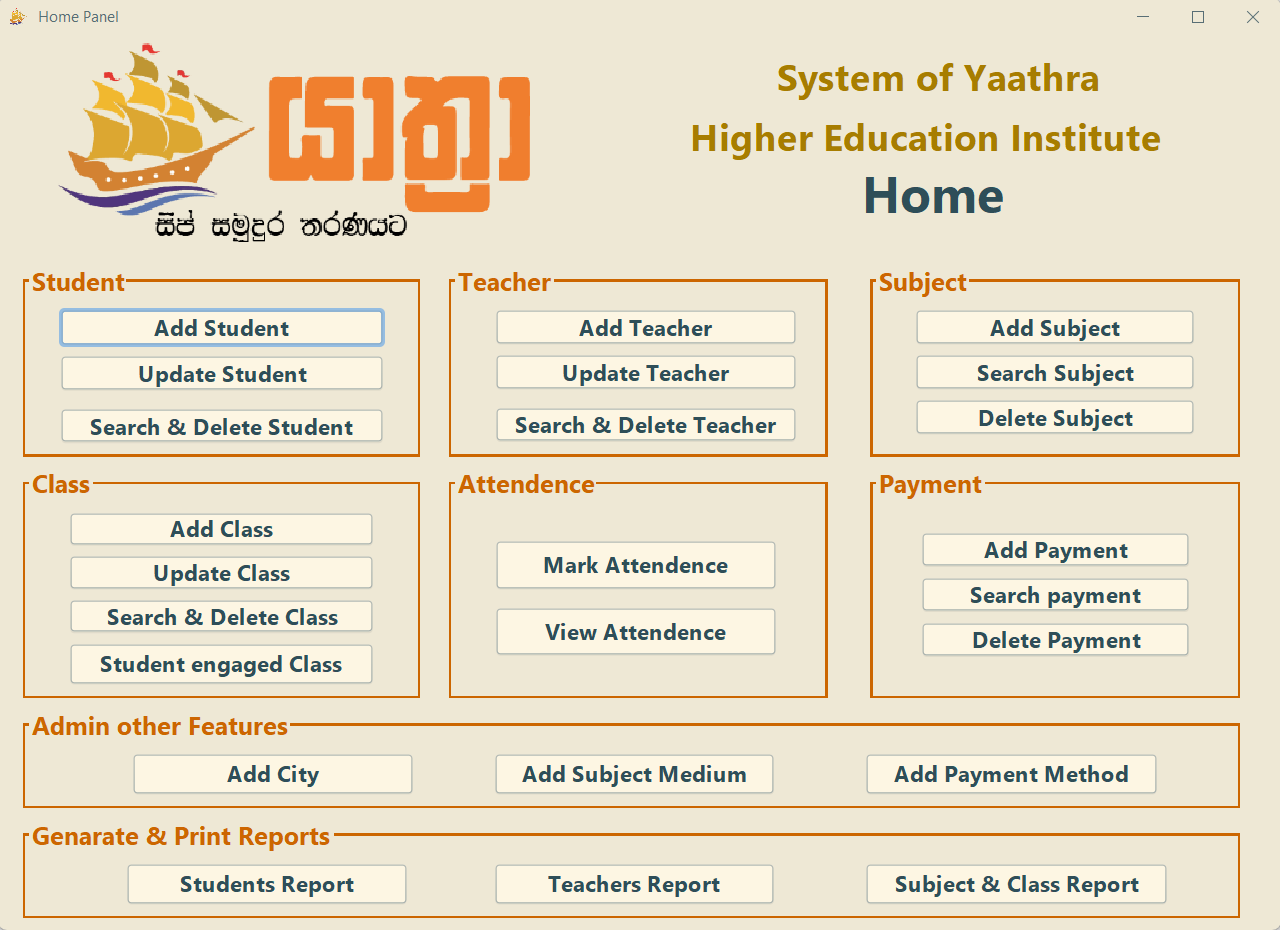 Home Panel
යාත්‍රා
සිප් සමුදුර තරණයට
System of Yaathra
Higher Education Institute
Home
Student
Add Student
Update Student
Search & Delete Student
Teacher
Add Teacher
Update Teacher
Search & Delete Teacher
Subject
Add Subject
Search Subject
Delete Subject
Class
Add Class
Update Class
Search & Delete Class
Student engaged Class
Attendence
Mark Attendence
View Attendence
Payment
Add Payment
Search payment
Delete Payment
Admin other Features
Add City
Add Subject Medium
Add Payment Method
Genarate & Print Reports
Students Report
Teachers Report
Subject & Class Report